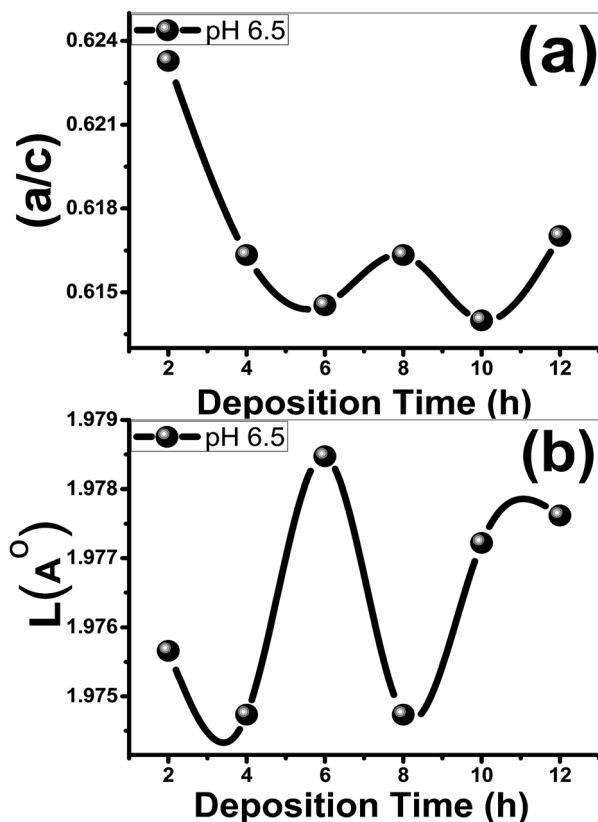 pH 6.5
(a)
0.624
0.621
0.618
0.615
(a/c)
2 4 6 8 10 12
Deposition Time (h)
pH 6.5
(b)
1.979
1.978
1.977
1.976
1.975
L(A^O)
2 4 6 8 10 12
Deposition Time (h)